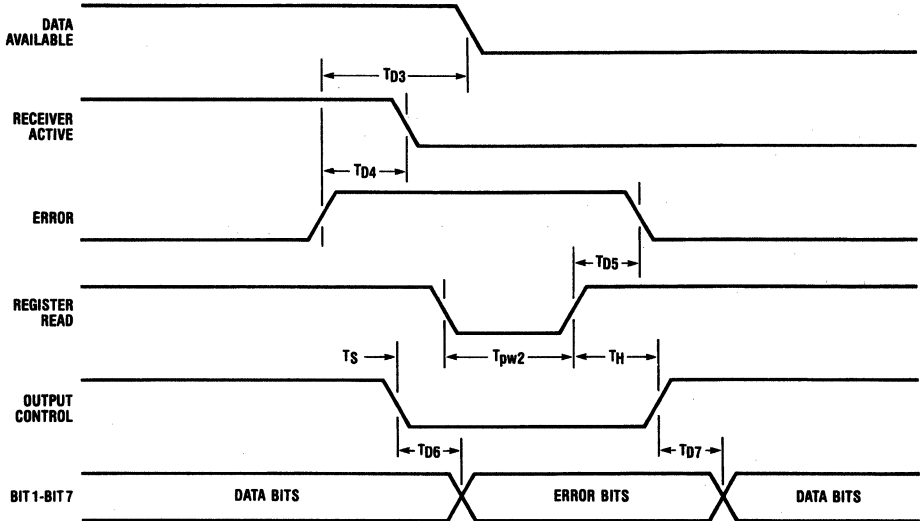 DATA
AVAILABLE
TD3
RECEIVER
ACTIVE
TD4
ERROR
TD5
REGISTER
READ
TS
Tpw2
TH
OUTPUT
CONTROL
TD6
TD7
BIT 1-BIT 7
DATA BITS
ERROR BITS
DATA BITS